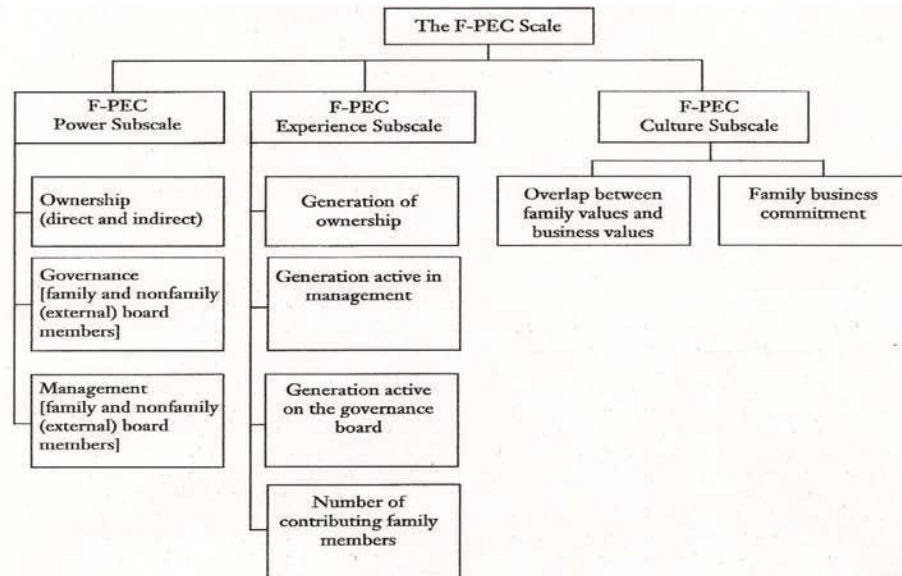 The F-PEC Scale
F-PEC
Power Subscale
Ownership
(direct and indirect)
Governance
[family and nonfamily
(external) board
members]
Management
[family and nonfamily
(external) board
members]
F-PEC
Experience Subscale
Generation
of ownership
Generation active in
management
Generation active
on the governance
board
Number of
contributing family
members
F-PEC
Culture Subscale
Overlap between
family values and
business values
Family business
commitment